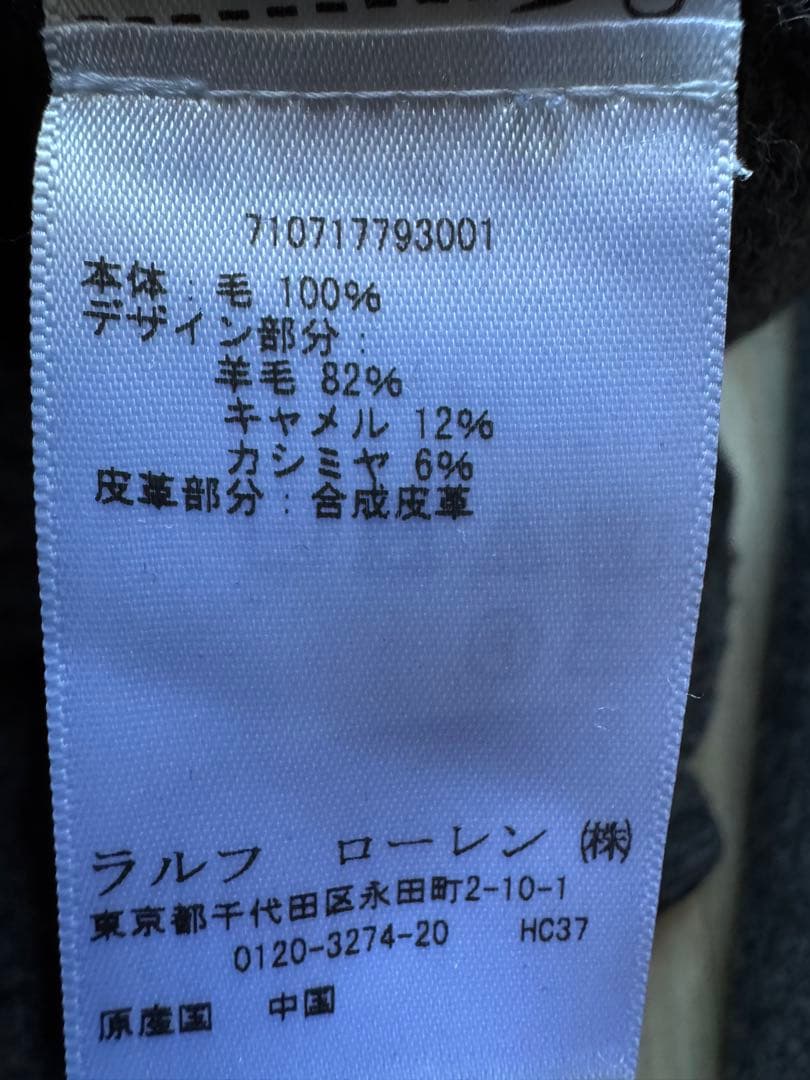 710717793001
本体 : 毛 100%
デザイン部分 :
羊毛 82%
キャメル 12%
カシミヤ 6%
皮革部分 : 合成皮革
ラルフ ローレン ㈱
東京都千代田区永田町2-10-1
0120-3274-20 HC37
原産国 中国